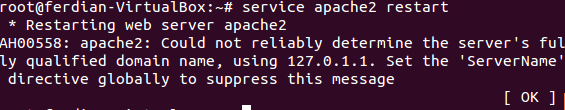 root@ferdian-VirtualBox:~# service apache2 restart
 * Restarting web server apache2
AH00558: apache2: Could not reliably determine the server's ful
ly qualified domain name, using 127.0.1.1. Set the 'ServerName'
 directive globally to suppress this message
[ OK ]